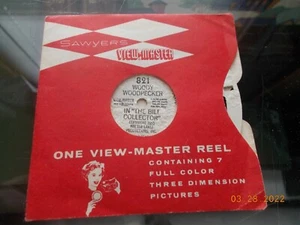 SAWYER'S
VIEW-MASTER
821
WOODY
WOODPECKER
IN "THE BILL
COLLECTOR"
ONE VIEW-MASTER REEL
CONTAINING 7
FULL COLOR
THREE DIMENSION
PICTURES
03 28 2022